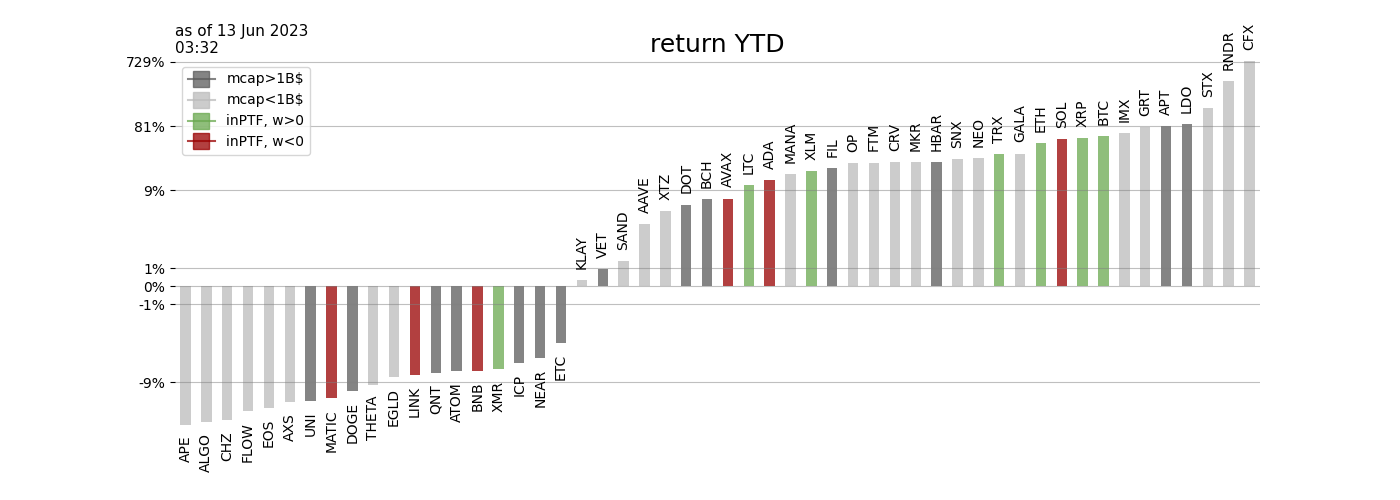 as of 13 Jun 2023
03:32
return YTD
729%
81%
9%
1%
0%
-1%
-9%
mcap>1B$
mcap<1B$
inPTF, w>0
inPTF, w<0
APE
ALGO
CHZ
FLOW
EOS
AXS
UNI
MATIC
DOGE
THETA
EGLD
LINK
QNT
ATOM
BNB
XMR
ICP
NEAR
ETC
KLAY
VET
SAND
AAVE
XTZ
DOT
BCH
AVAX
LTC
ADA
MANA
XLM
FIL
OP
FTM
CRV
MKR
HBAR
SNX
NEO
TRX
GALA
ETH
SOL
XRP
BTC
IMX
GRT
APT
LDO
STX
RNDR
CFX